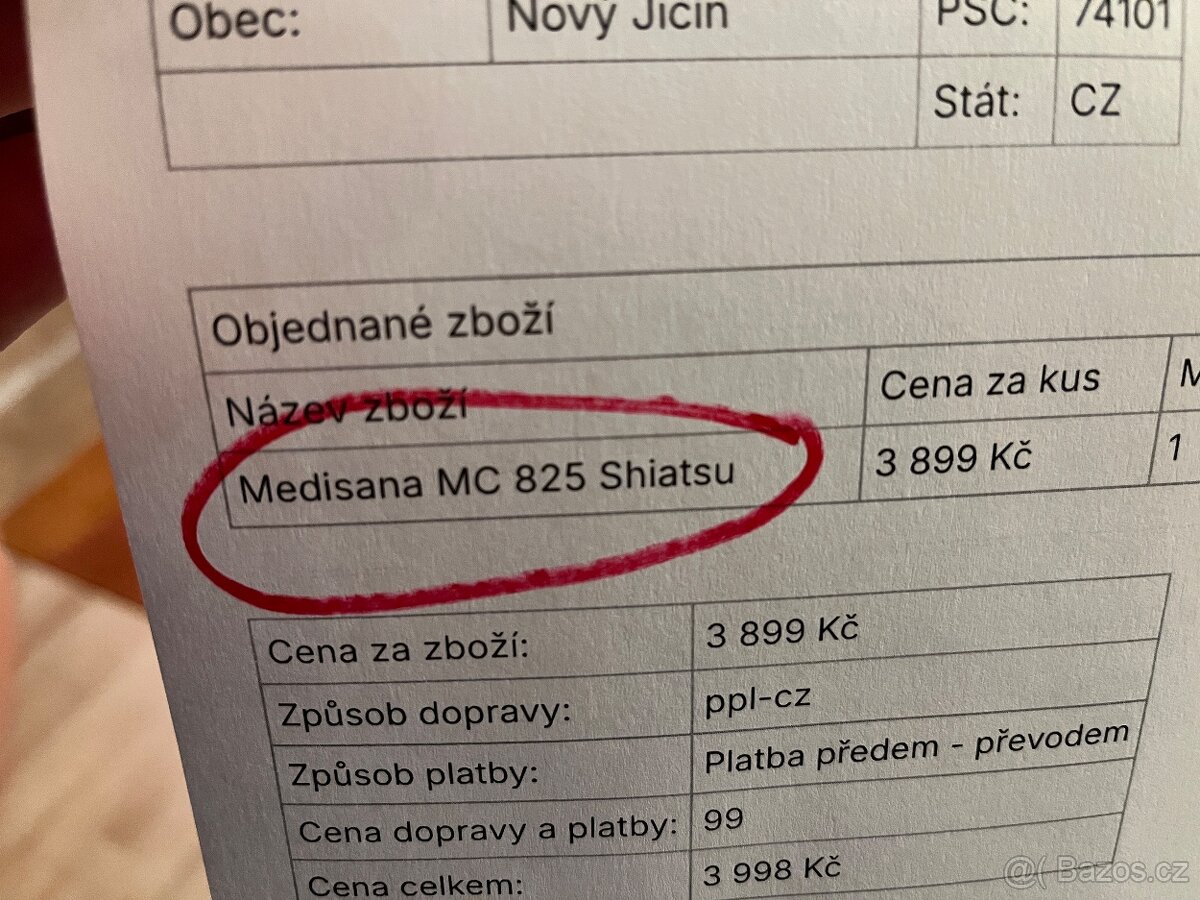 Obec: Nový Jičín PSČ: 74101
Stát: CZ
Objednané zboží
Název zboží Cena za kus
Medisana MC 825 Shiatsu 3 899 Kč 1
Cena za zboží: 3 899 Kč
Způsob dopravy: ppl-cz
Způsob platby: Platba předem - převodem
Cena dopravy a platby: 99
Cena celkem: 3 998 Kč
@( Bazos.cz